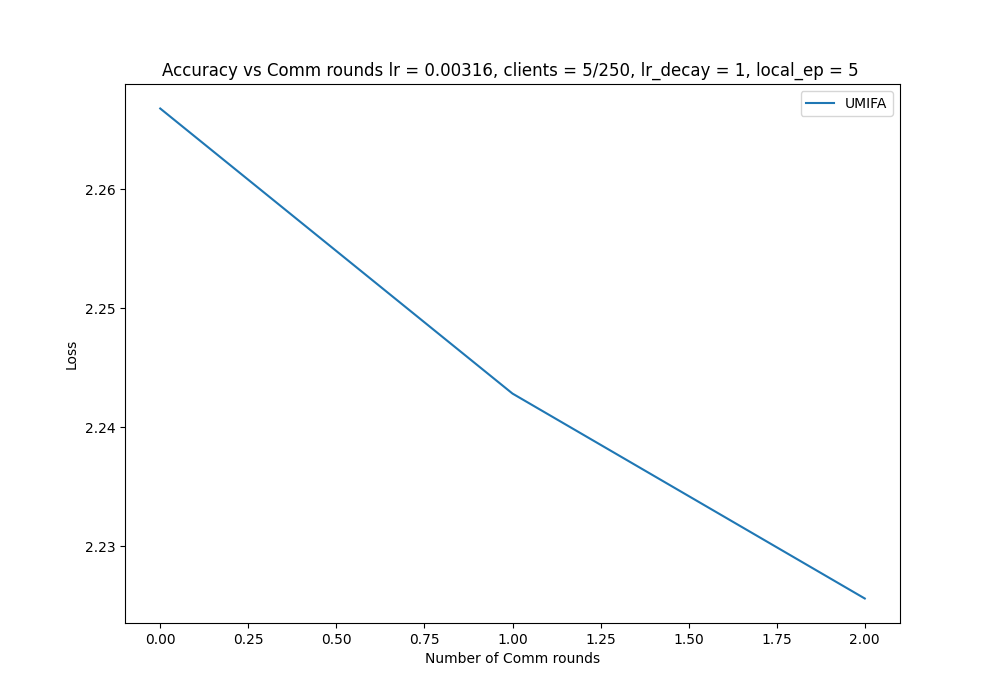 Accuracy vs Comm rounds lr = 0.00316, clients = 5/250, lr_decay = 1, local_ep = 5
UMIFA
2.26
2.25
2.24
2.23
Loss
0.00 0.25 0.50 0.75 1.00 1.25 1.50 1.75 2.00
Number of Comm rounds